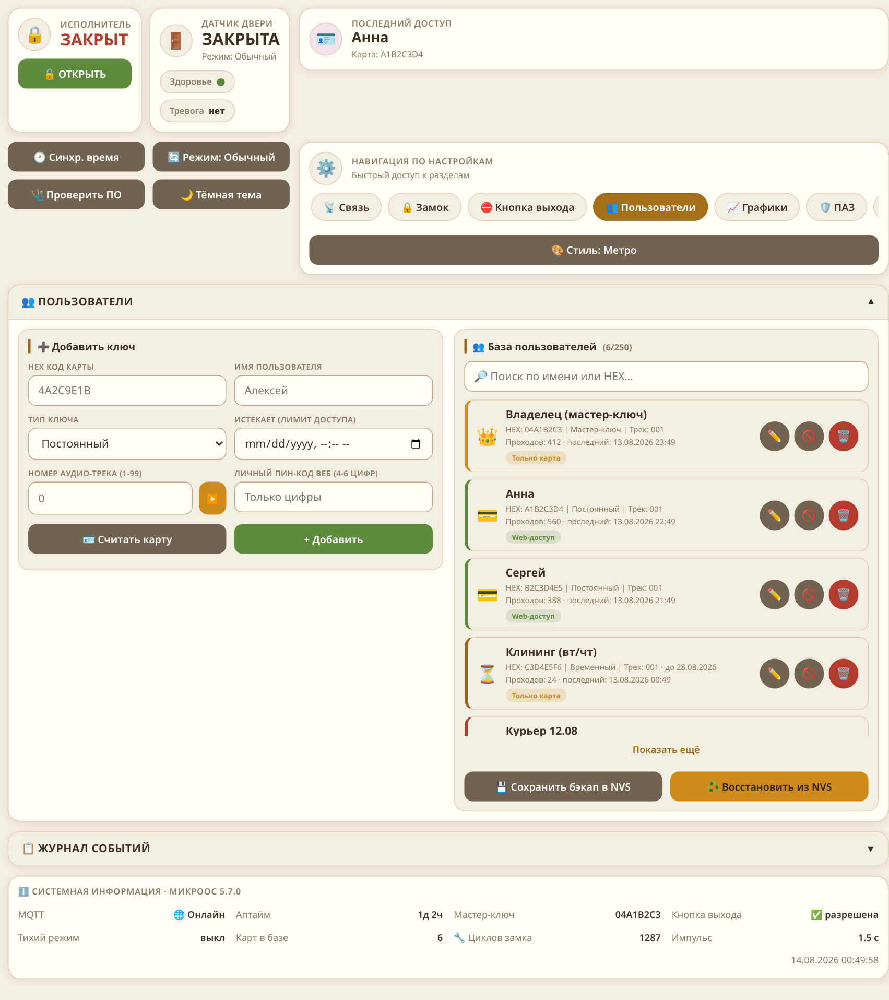 ИСПОЛНИТЕЛЬ
ЗАКРЫТ
ОТКРЫТЬ
ДАТЧИК ДВЕРИ
ЗАКРЫТА
Режим: Обычный
Здоровье
Тревога нет
ПОСЛЕДНИЙ ДОСТУП
Анна
Карта: A1B2C3D4
Синхр. время
Режим: Обычный
Проверить ПО
Тёмная тема
НАВИГАЦИЯ ПО НАСТРОЙКАМ
Быстрый доступ к разделам
Связь
Замок
Кнопка выхода
Пользователи
Графики
ПАЗ
Стиль: Метро
ПОЛЬЗОВАТЕЛИ ▲
Добавить ключ
HEX КОД КАРТЫ
4A2C9E1B
ИМЯ ПОЛЬЗОВАТЕЛЯ
Алексей
ТИП КЛЮЧА
Постоянный
ИСТЕКАЕТ (ЛИМИТ ДОСТУПА)
mm/dd/yyyy, --:-- --
НОМЕР АУДИО-ТРЕКА (1-99)
0
ЛИЧНЫЙ ПИН-КОД ВЕБ (4-6 ЦИФР)
Только цифры
Считать карту
+ Добавить
База пользователей (6/250)
Поиск по имени или HEX...
Владелец (мастер-ключ)
HEX: 04A1B2C3 | Мастер-ключ | Трек: 001
Проходов: 412 · последний: 13.08.2026 23:49
Только карта
Анна
HEX: A1B2C3D4 | Постоянный | Трек: 001
Проходов: 560 · последний: 13.08.2026 22:49
Web-доступ
Сергей
HEX: B2C3D4E5 | Постоянный | Трек: 001
Проходов: 388 · последний: 13.08.2026 21:49
Web-доступ
Клининг (вт/чт)
HEX: C3D4E5F6 | Временный | Трек: 001 · до 28.08.2026
Проходов: 24 · последний: 13.08.2026 00:49
Только карта
Курьер 12.08
Показать ещё
Сохранить бэкап в NVS
Восстановить из NVS
ЖУРНАЛ СОБЫТИЙ ▼
СИСТЕМНАЯ ИНФОРМАЦИЯ · МИКРООС 5.7.0
MQTT Онлайн
Аптайм 1д 2ч
Мастер-ключ 04A1B2C3
Кнопка выхода разрешена
Тихий режим выкл
Карт в базе 6
Циклов замка 1287
Импульс 1.5 с
14.08.2026 00:49:58